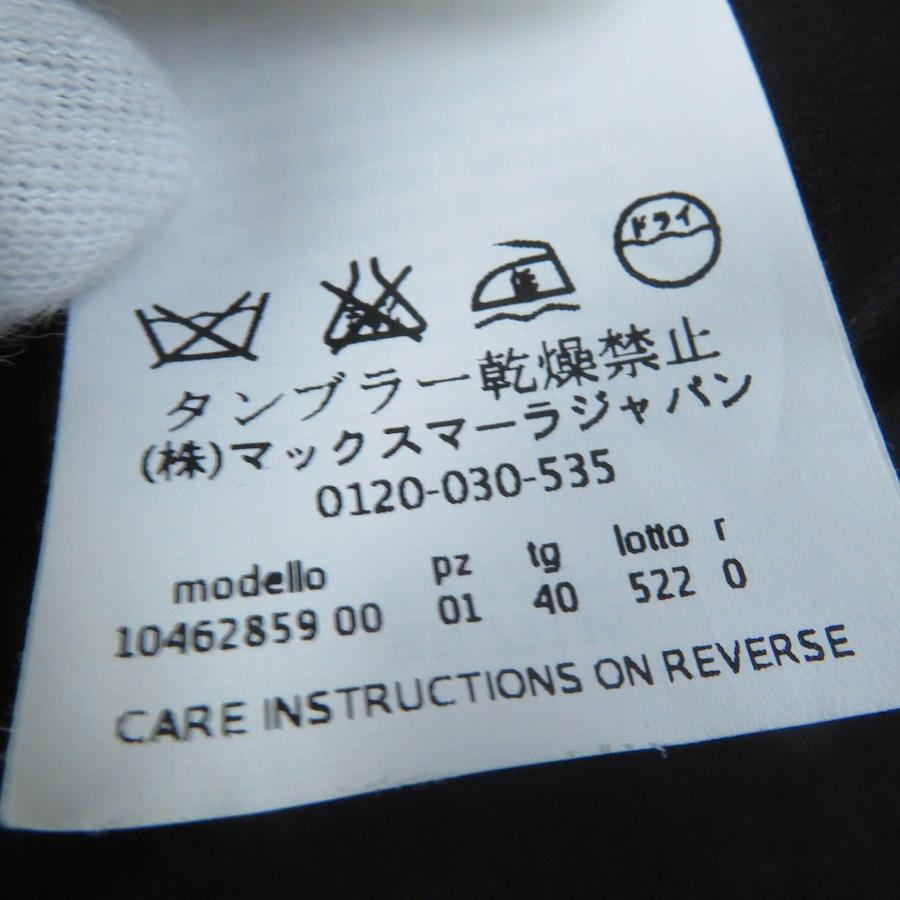 ドライ
タンブラー乾燥禁止
(株)マックスマーラジャパン
0120-030-535
modello pz tg lotto r
10462859 00 01 40 522 0
CARE INSTRUCTIONS ON REVERSE